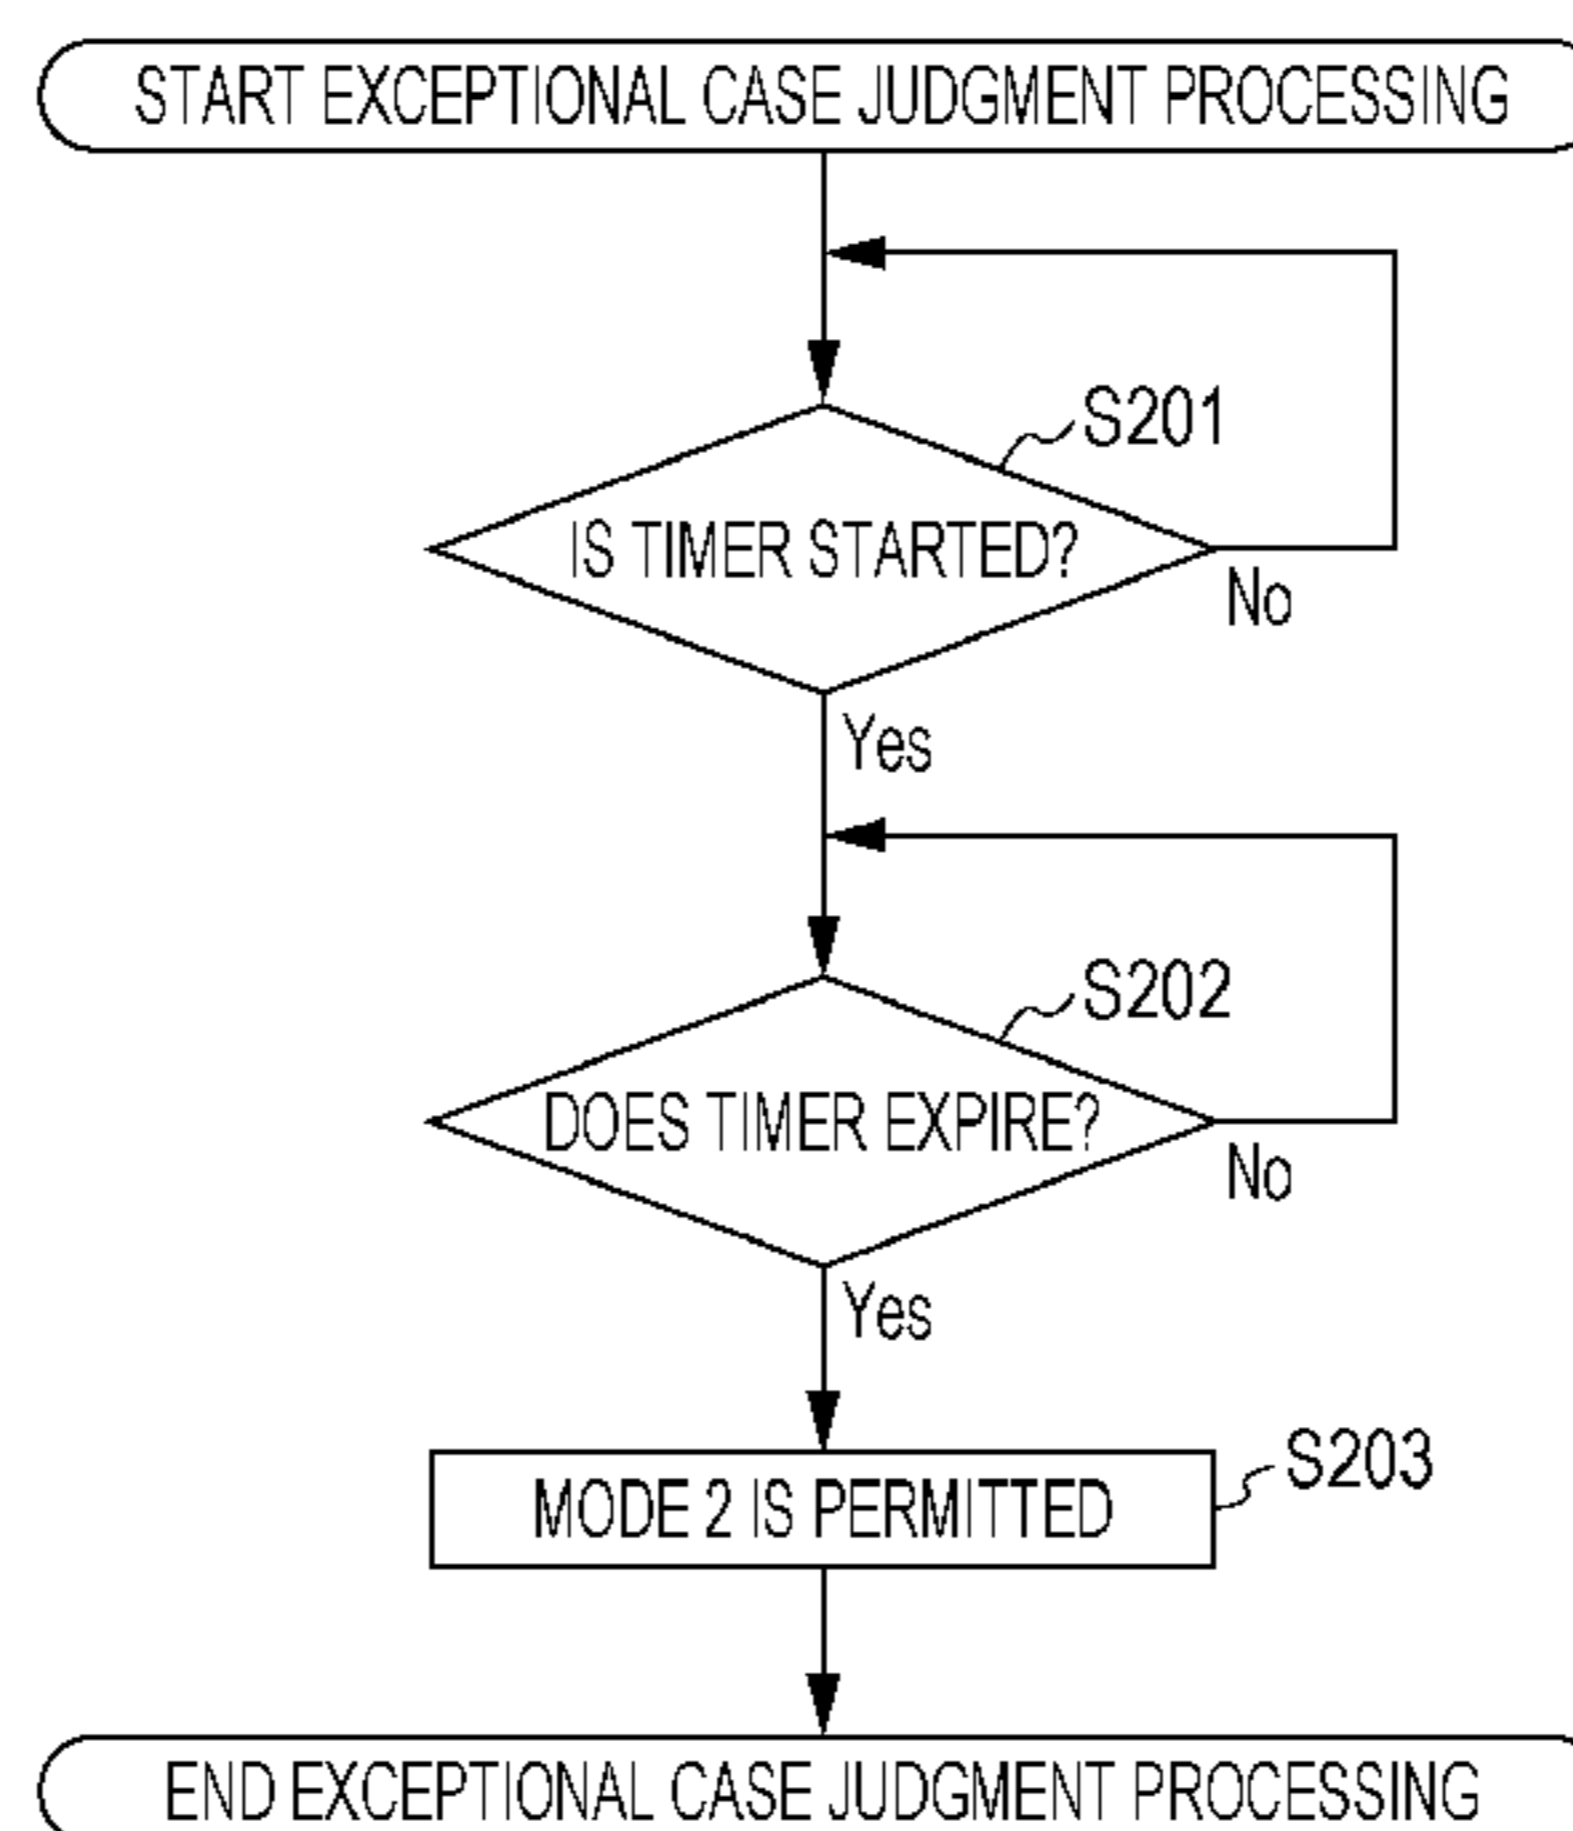 START EXCEPTIONAL CASE JUDGMENT PROCESSING
S201
IS TIMER STARTED?
No
Yes
S202
DOES TIMER EXPIRE?
No
Yes
S203
MODE 2 IS PERMITTED
END EXCEPTIONAL CASE JUDGMENT PROCESSING